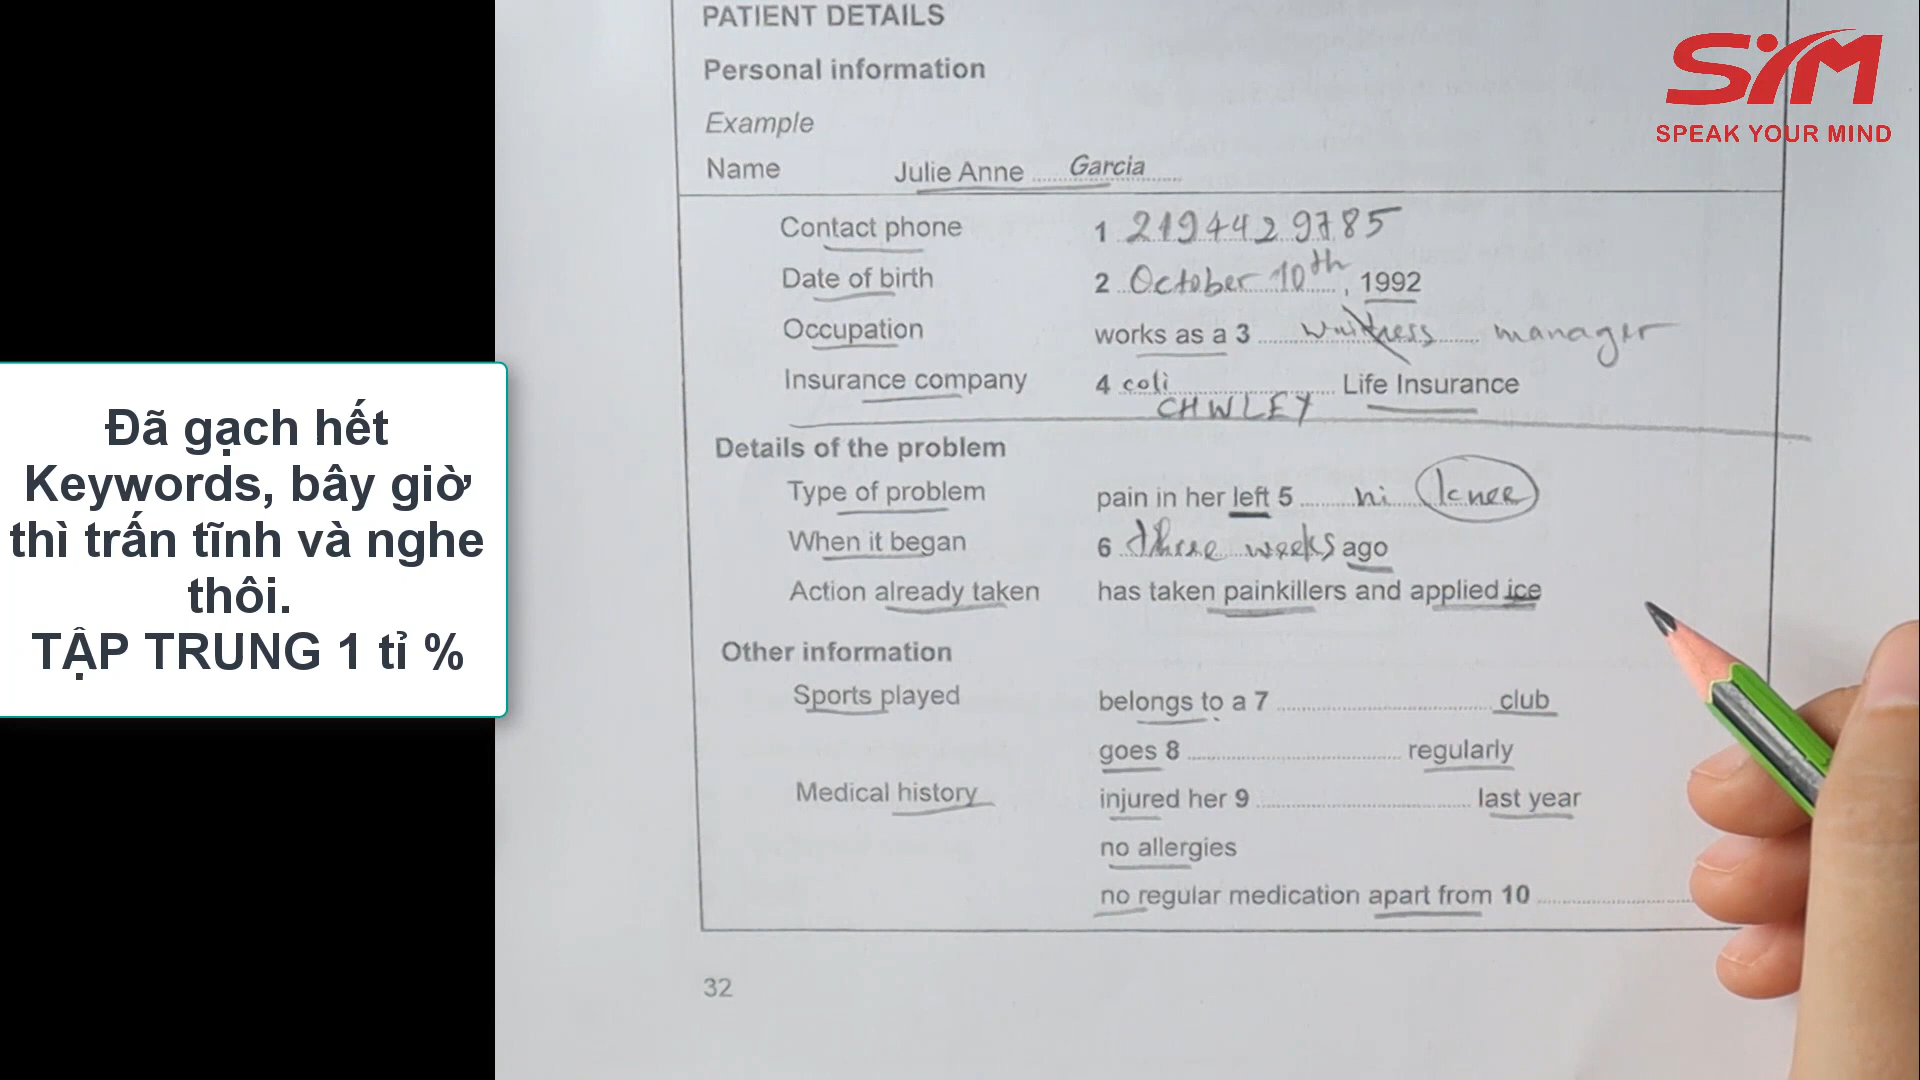 PATIENT DETAILS
Personal information
Example
Name Julie Anne ..... Garcia .....
Contact phone 1 2194429785
Date of birth 2 October 10th, 1992
Occupation works as a 3 waitress manager
Insurance company 4 coli Life Insurance
CHWLEY
Details of the problem
Type of problem pain in her left 5 hi knee
When it began 6 three weeks ago
Action already taken has taken painkillers and applied ice
Other information
Sports played belongs to a 7 ..... club
goes 8 ..... regularly
Medical history injured her 9 ..... last year
no allergies
no regular medication apart from 10 .....
32
SIM
SPEAK YOUR MIND
Đã gạch hết
Keywords, bây giờ
thì trấn tĩnh và nghe
thôi.
TẬP TRUNG 1 tỉ %